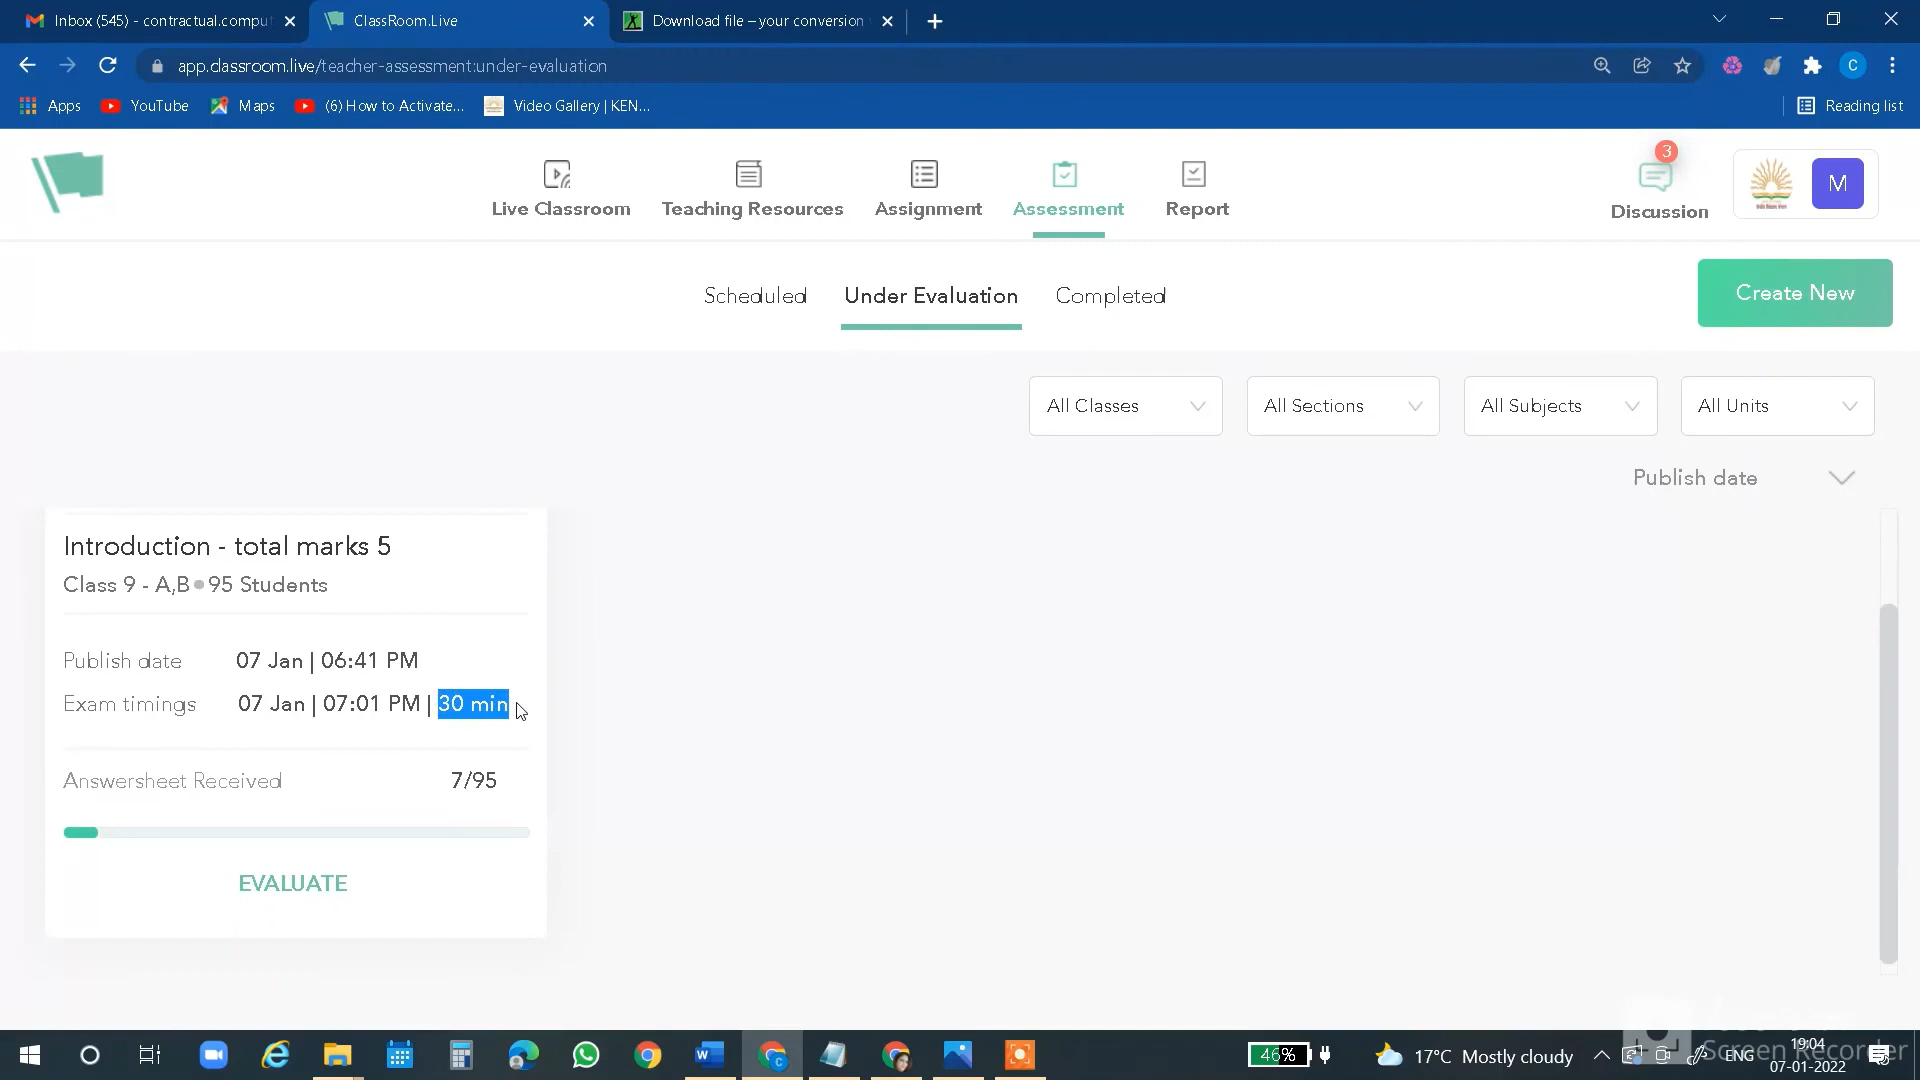 Inbox (545) - contractual.comput
ClassRoom.Live
Download file – your conversion
app.classroom.live/teacher-assessment:under-evaluation
C
Apps
YouTube
Maps
(6) How to Activate...
Video Gallery | KEN...
Reading list
Live Classroom
Teaching Resources
Assignment
Assessment
Report
3
Discussion
M
Scheduled
Under Evaluation
Completed
Create New
All Classes
All Sections
All Subjects
All Units
Publish date
Introduction - total marks 5
Class 9 - A,B 95 Students
Publish date 07 Jan | 06:41 PM
Exam timings 07 Jan | 07:01 PM | 30 min
Answersheet Received 7/95
EVALUATE
46%
17°C Mostly cloudy
ENG
19:04
07-01-2022
Screen Recorder